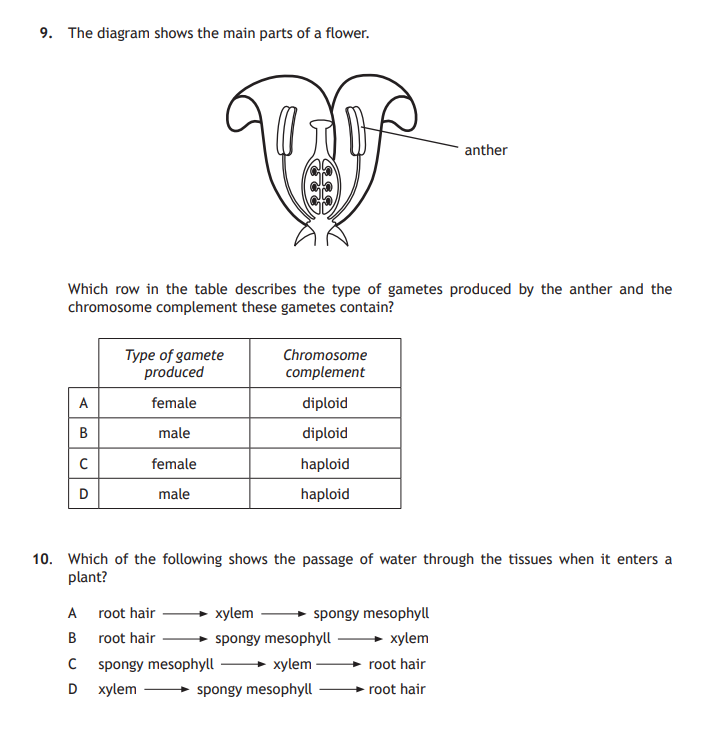 9. The diagram shows the main parts of a flower.
anther
Which row in the table describes the type of gametes produced by the anther and the
chromosome complement these gametes contain?
Type of gamete produced Chromosome complement
A female diploid
B male diploid
C female haploid
D male haploid
10. Which of the following shows the passage of water through the tissues when it enters a
plant?
A root hair → xylem → spongy mesophyll
B root hair → spongy mesophyll → xylem
C spongy mesophyll → xylem → root hair
D xylem → spongy mesophyll → root hair